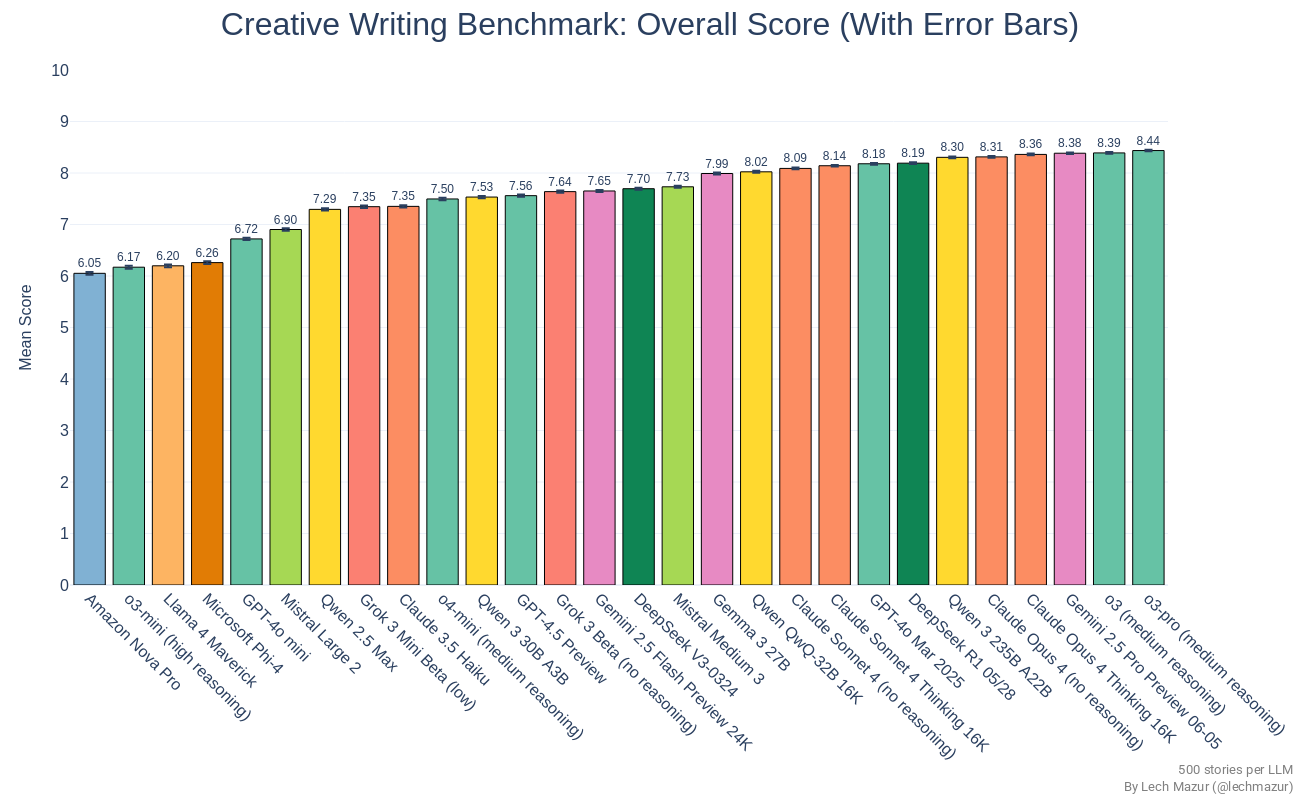 Creative Writing Benchmark: Overall Score (With Error Bars)
10
9
8
7
6
5
4
3
2
1
0
Mean Score
6.05
6.17
6.20
6.26
6.72
6.90
7.29
7.35
7.35
7.50
7.53
7.56
7.64
7.65
7.70
7.73
7.99
8.02
8.09
8.14
8.18
8.19
8.30
8.31
8.36
8.38
8.39
8.44
Amazon Nova Pro
o3-mini (high reasoning)
Llama 4 Maverick
Microsoft Phi-4
GPT-4o mini
Mistral Large 2
Qwen 2.5 Max
Grok 3 Mini Beta (low)
Claude 3.5 Haiku
o4-mini (medium reasoning)
Qwen 3 30B A3B
GPT-4.5 Preview
Grok 3 Beta (no reasoning)
Gemini 2.5 Flash Preview 24K
DeepSeek V3-0324
Mistral Medium 3
Gemma 3 27B
Qwen QwQ-32B 16K
Claude Sonnet 4 (no reasoning)
Claude Sonnet 4 Thinking 16K
GPT-4o Mar 2025
DeepSeek R1 05/28
Qwen 3 235B A22B
Claude Opus 4 (no reasoning)
Claude Opus 4 Thinking 16K
Gemini 2.5 Pro Preview 06-05
o3 (medium reasoning)
o3-pro (medium reasoning)
500 stories per LLM
By Lech Mazur (@lechmazur)